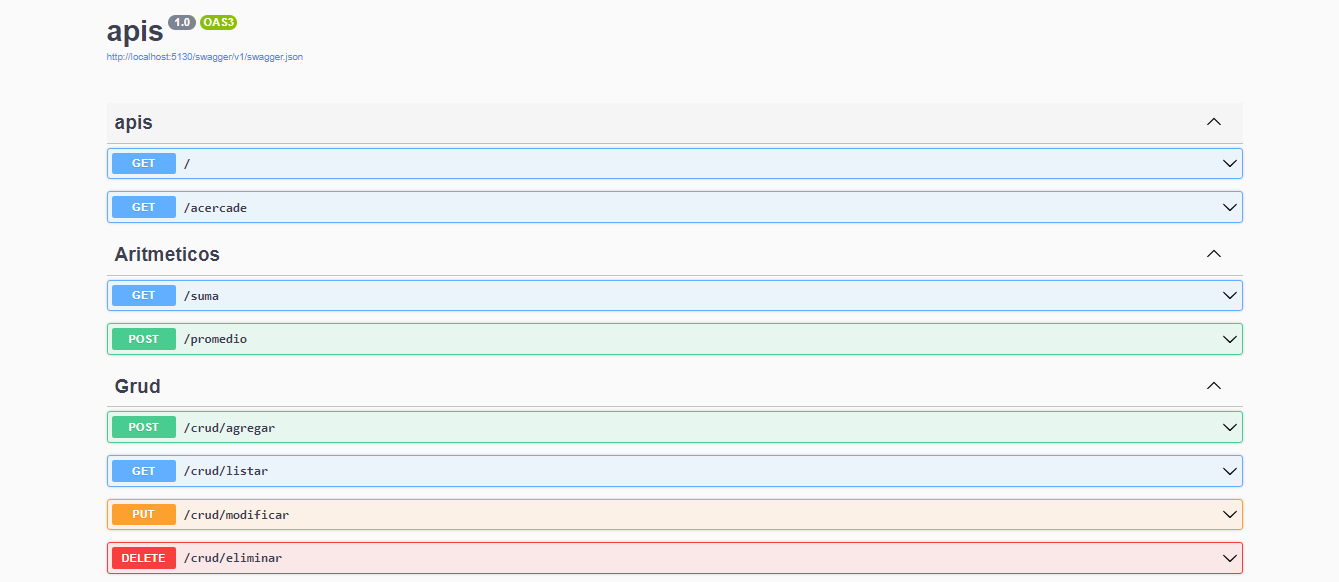 apis 1.0 OAS3
http://localhost:5130/swagger/v1/swagger.json
apis
GET /
GET /acercade
Aritmeticos
GET /suma
POST /promedio
Grud
POST /crud/agregar
GET /crud/listar
PUT /crud/modificar
DELETE /crud/eliminar